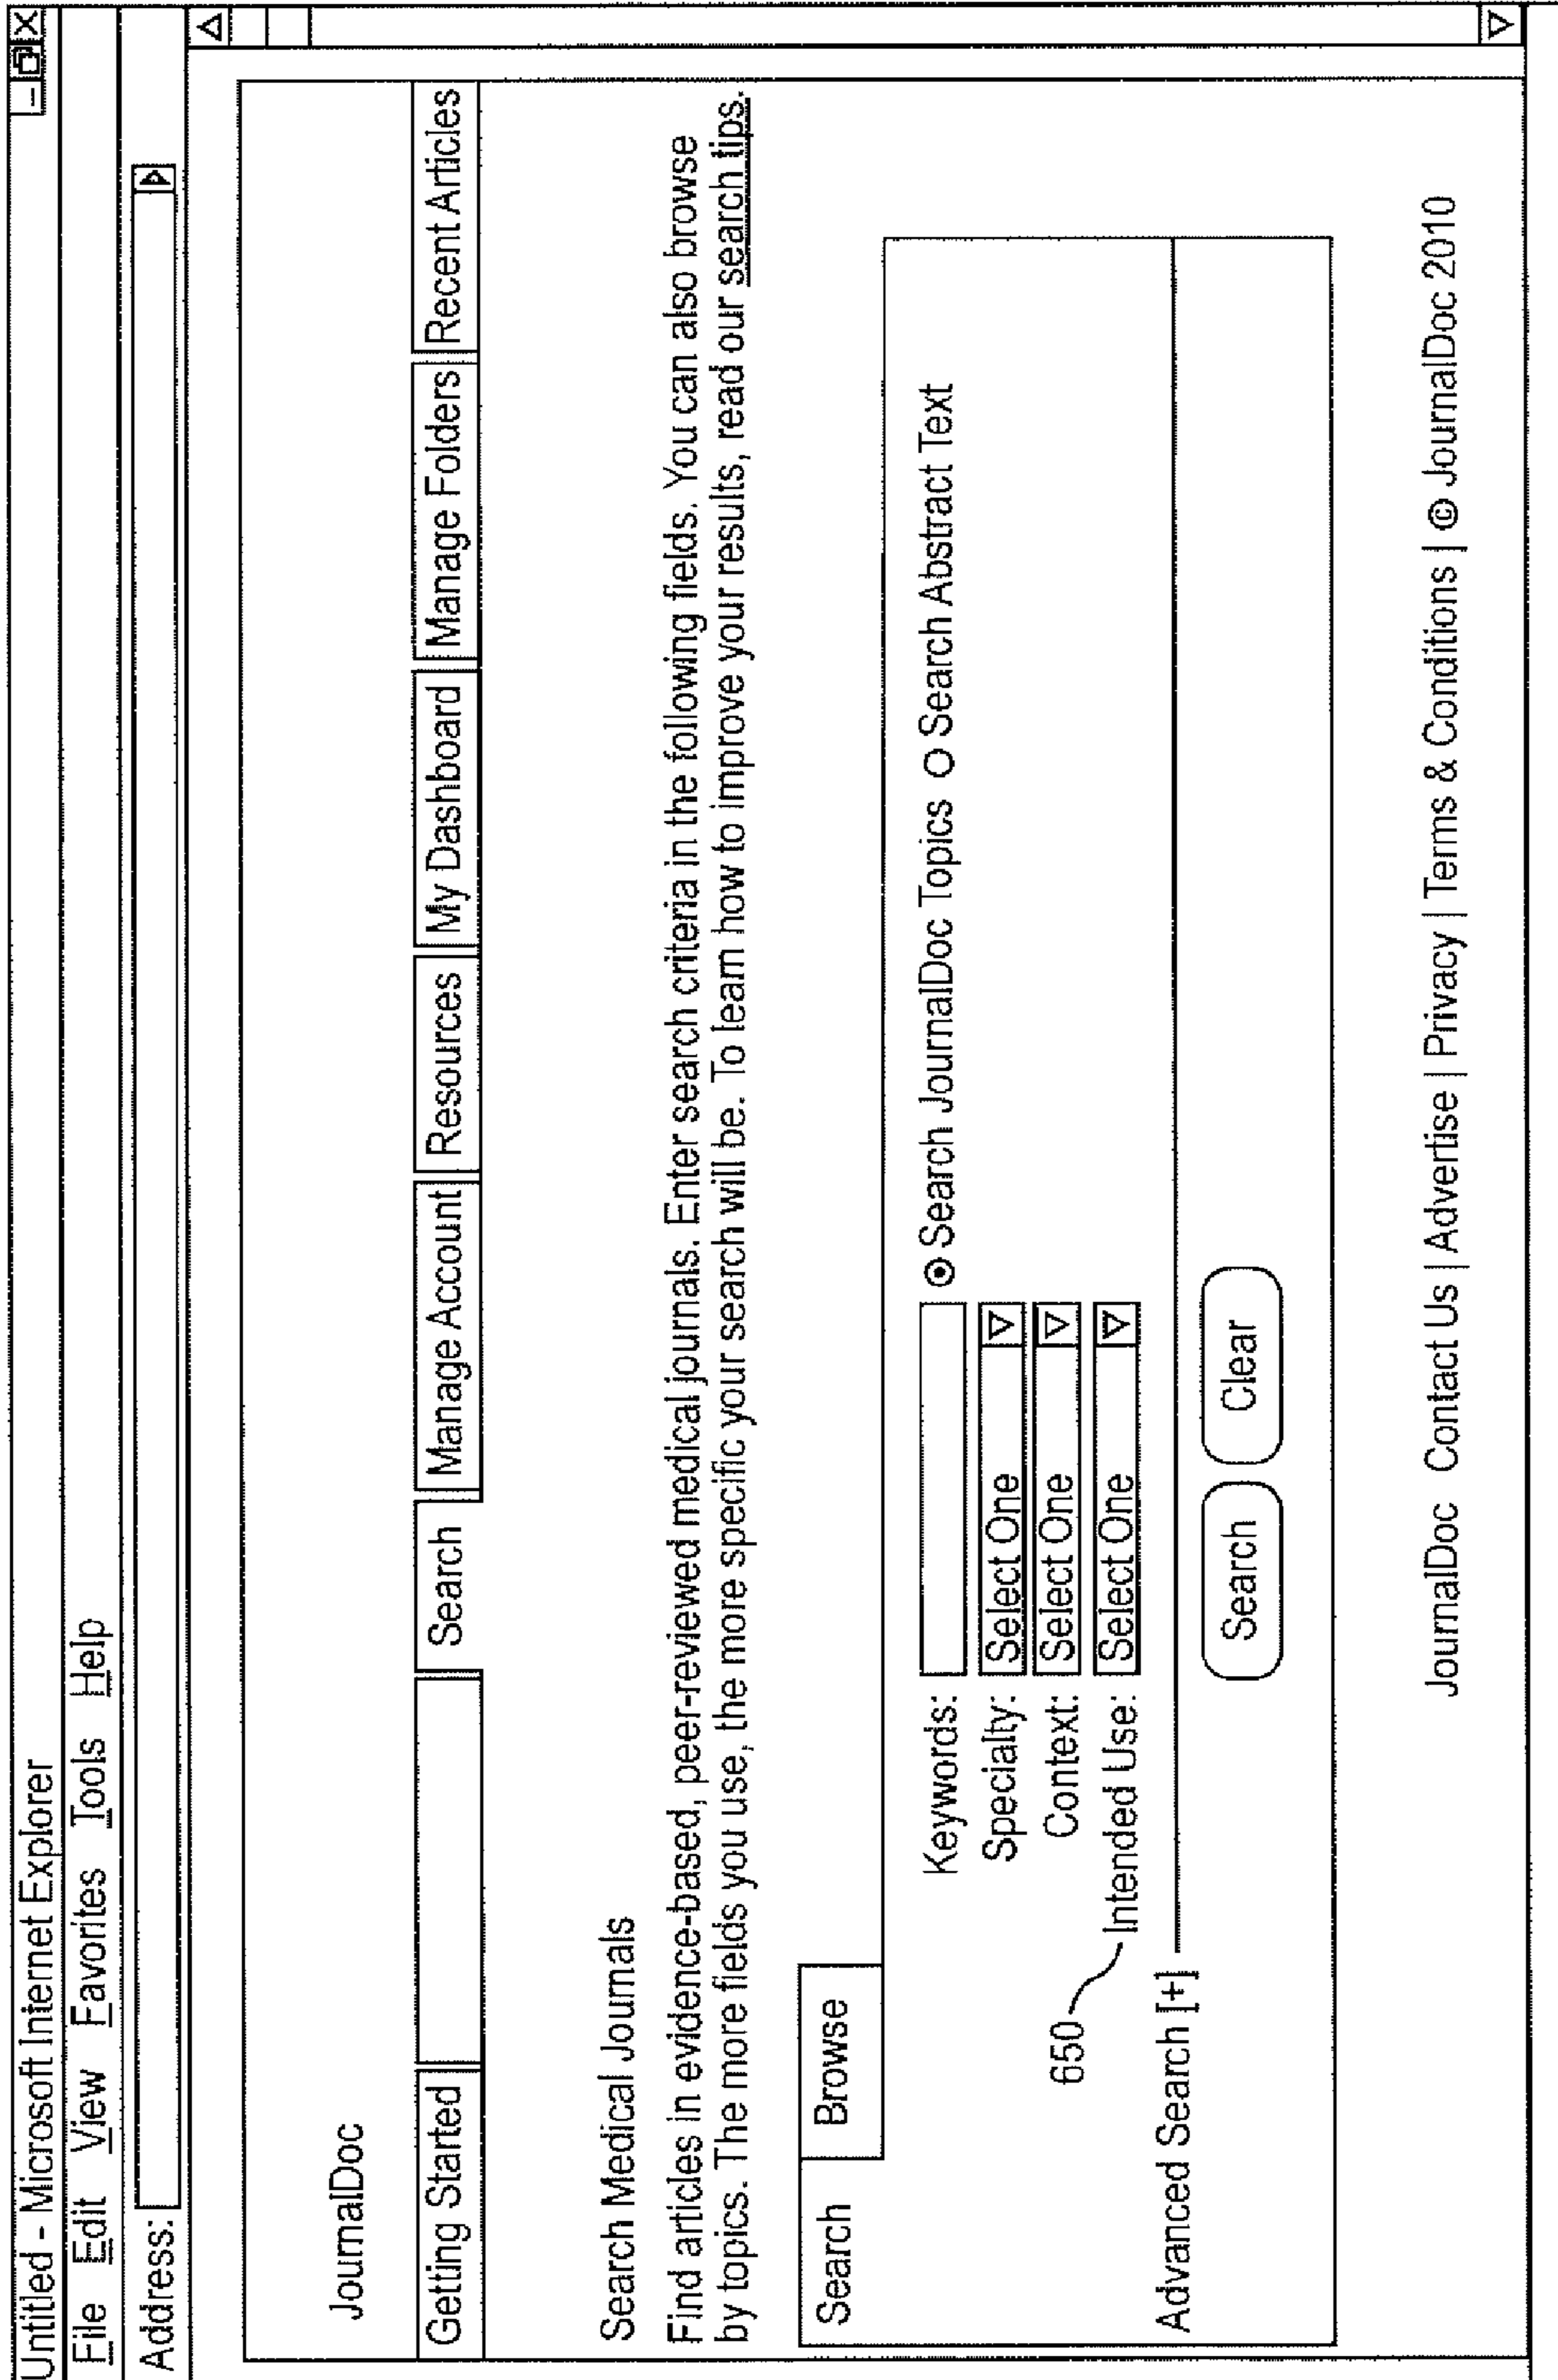 Untitled - Microsoft Internet Explorer
File Edit View Favorites Tools Help
Address:
JournalDoc
Getting Started Search Manage Account Resources My Dashboard Manage Folders Recent Articles
Search Medical Journals
Find articles in evidence-based, peer-reviewed medical journals. Enter search criteria in the following fields. You can also browse
by topics. The more fields you use, the more specific your search will be. To learn how to improve your results, read our search tips.
Search Browse
Keywords: Search JournalDoc Topics Search Abstract Text
Specialty: Select One
Context: Select One
650 Intended Use: Select One
Advanced Search [+]
Search Clear
JournalDoc Contact Us | Advertise | Privacy | Terms & Conditions | © JournalDoc 2010